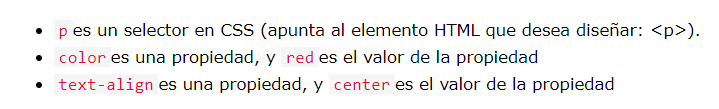 • p es un selector en CSS (apunta al elemento HTML que desea diseñar: <p>).
• color es una propiedad, y red es el valor de la propiedad
• text-align es una propiedad, y center es el valor de la propiedad